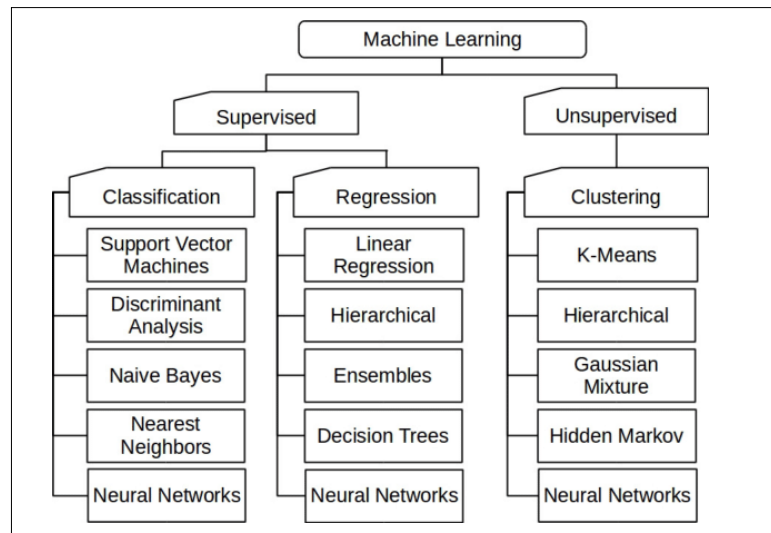 Machine Learning
Supervised
Unsupervised
Classification
Regression
Clustering
Support Vector
Machines
Linear
Regression
K-Means
Discriminant
Analysis
Hierarchical
Hierarchical
Naive Bayes
Ensembles
Gaussian
Mixture
Nearest
Neighbors
Decision Trees
Hidden Markov
Neural Networks
Neural Networks
Neural Networks